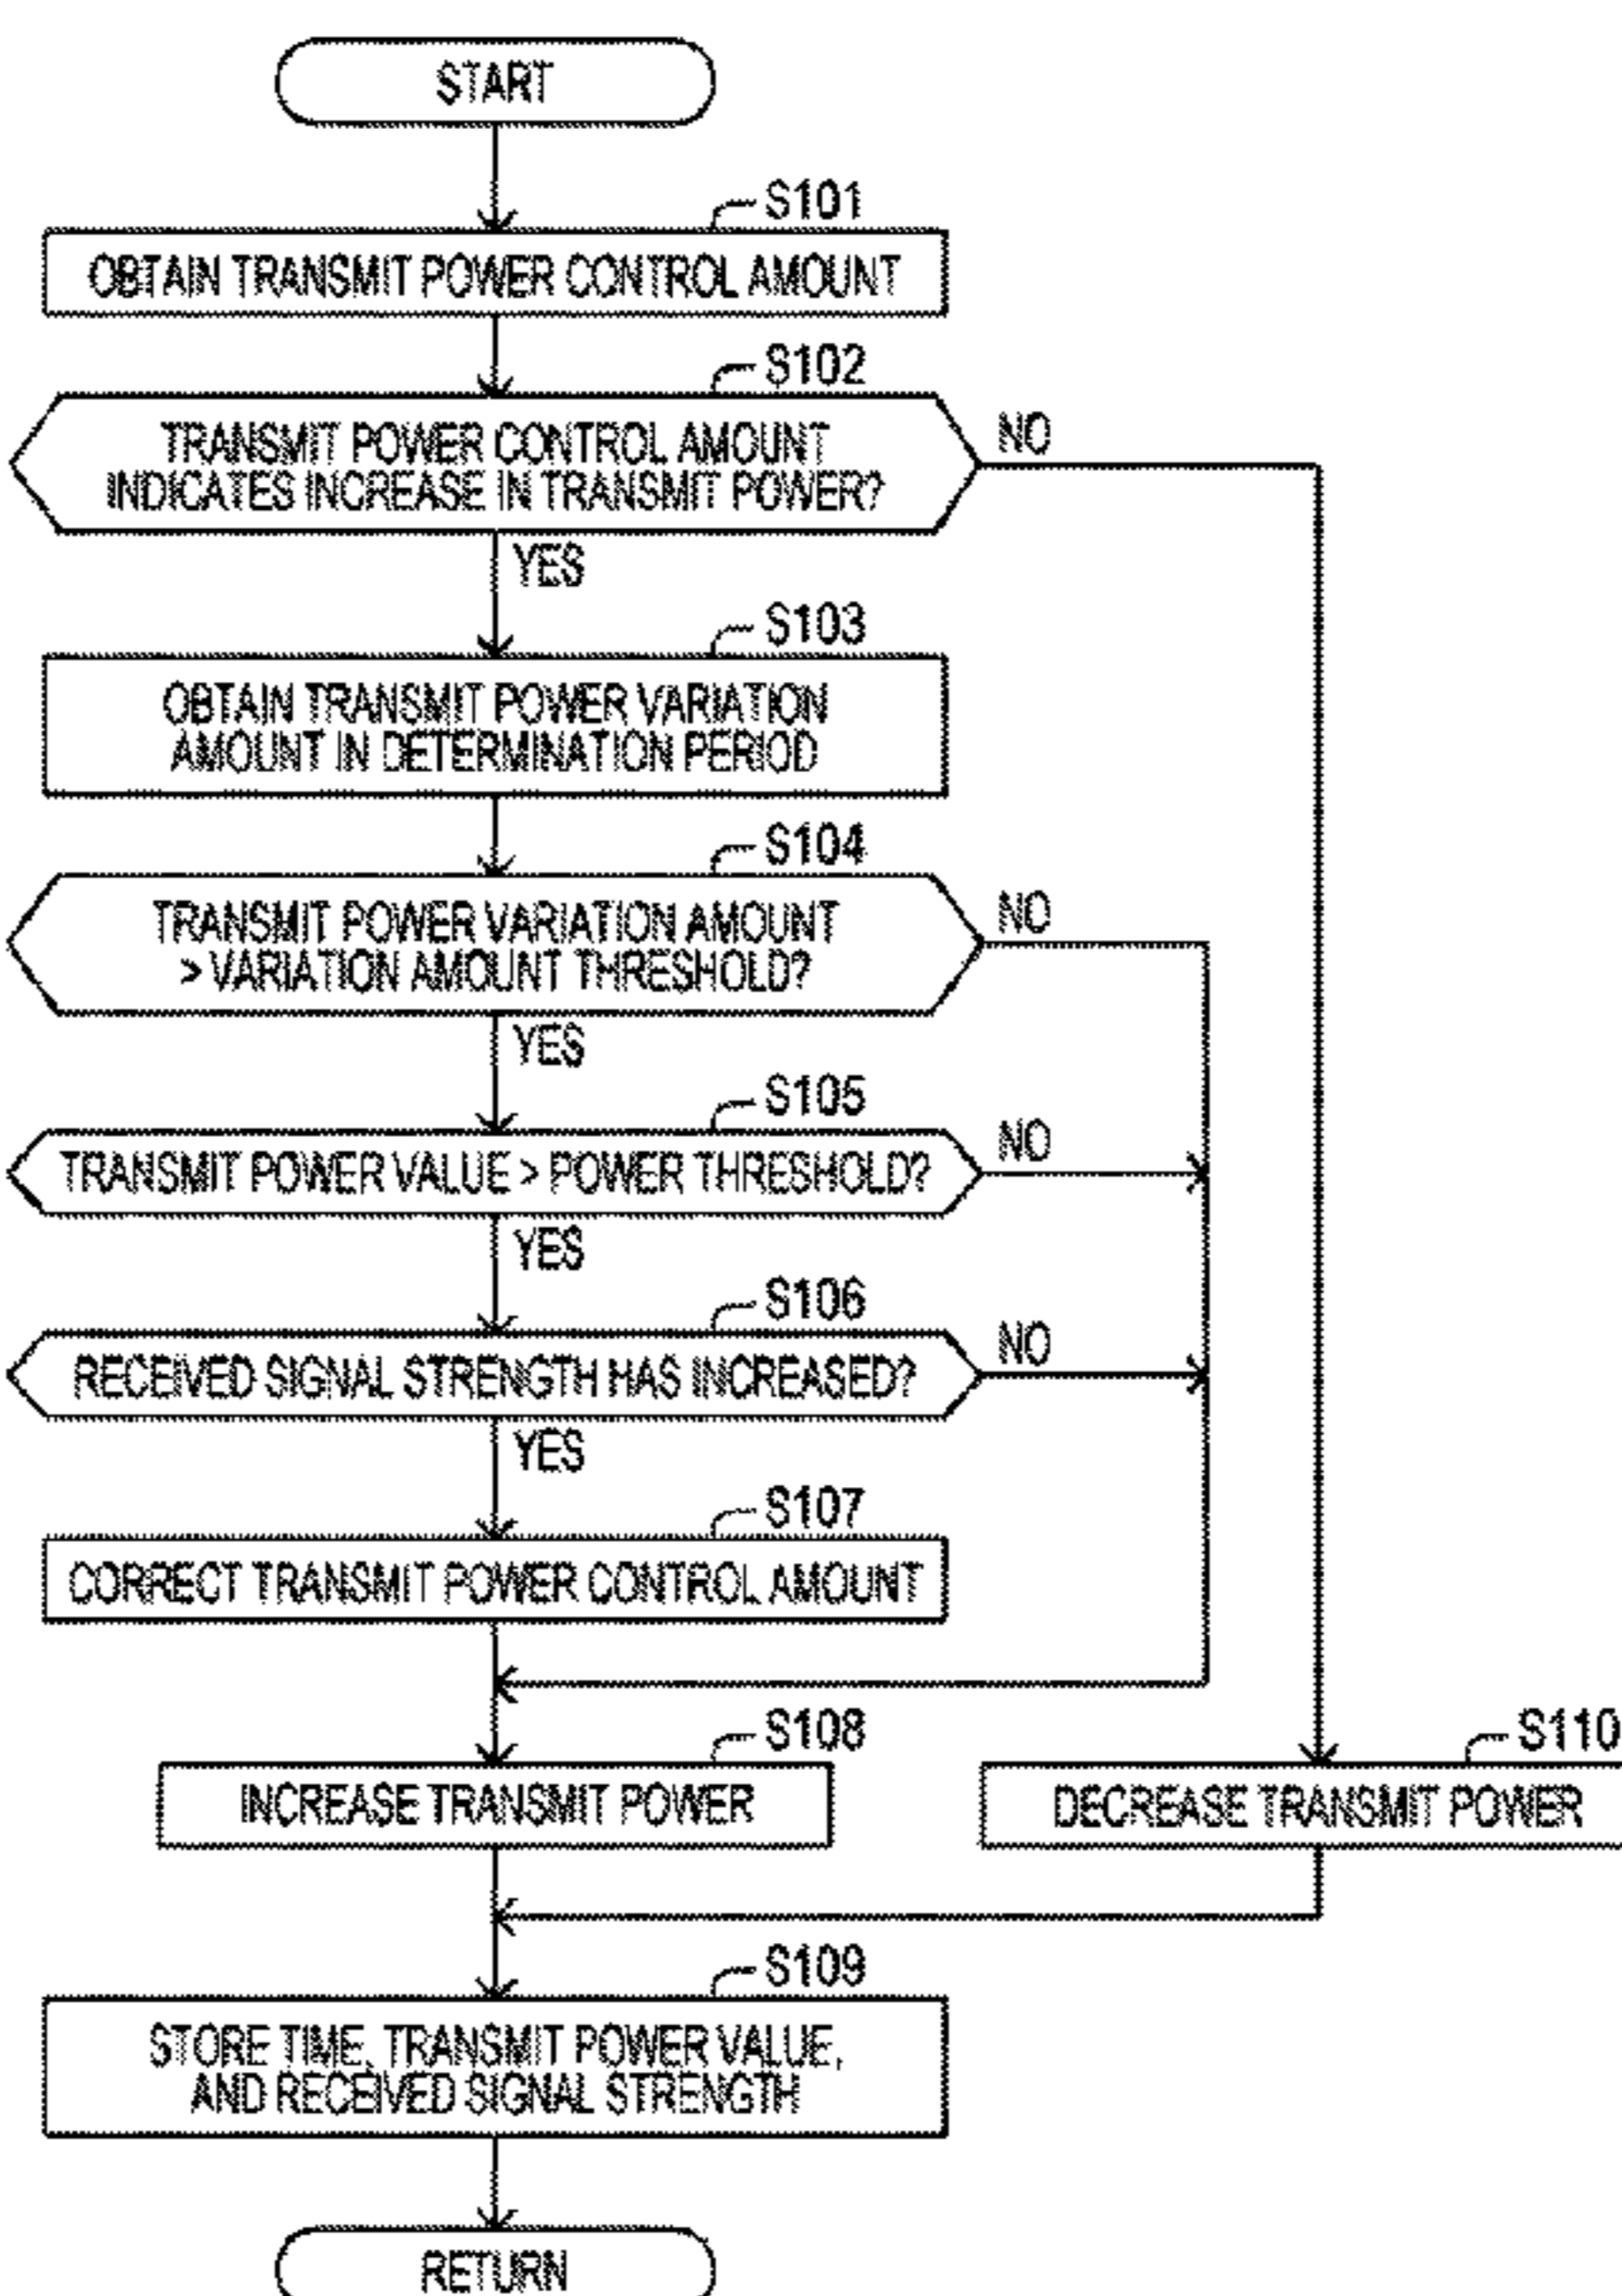 START
S101
OBTAIN TRANSMIT POWER CONTROL AMOUNT
S102
TRANSMIT POWER CONTROL AMOUNT
INDICATES INCREASE IN TRANSMIT POWER?
NO
YES
S103
OBTAIN TRANSMIT POWER VARIATION
AMOUNT IN DETERMINATION PERIOD
S104
TRANSMIT POWER VARIATION AMOUNT
> VARIATION AMOUNT THRESHOLD?
NO
YES
S105
TRANSMIT POWER VALUE > POWER THRESHOLD?
NO
YES
S106
RECEIVED SIGNAL STRENGTH HAS INCREASED?
NO
YES
S107
CORRECT TRANSMIT POWER CONTROL AMOUNT
S108
INCREASE TRANSMIT POWER
S110
DECREASE TRANSMIT POWER
S109
STORE TIME, TRANSMIT POWER VALUE,
AND RECEIVED SIGNAL STRENGTH
RETURN